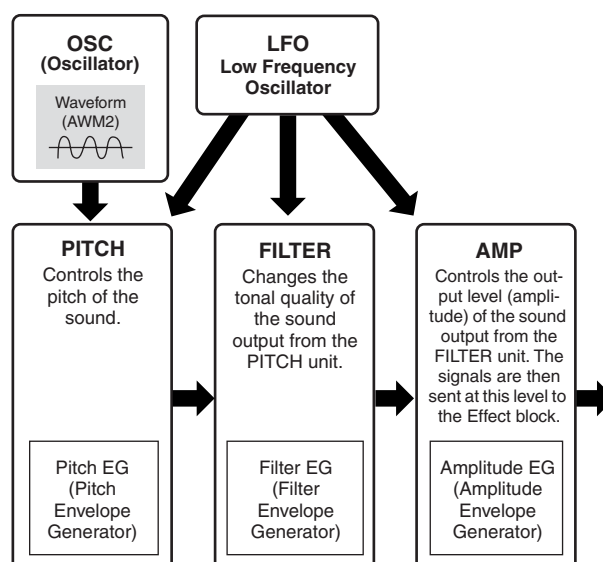 OSC
(Oscillator)
Waveform
(AWM2)
LFO
Low Frequency
Oscillator
PITCH
Controls the
pitch of the
sound.
Pitch EG
(Pitch
Envelope
Generator)
FILTER
Changes the
tonal quality of
the sound
output from the
PITCH unit.
Filter EG
(Filter
Envelope
Generator)
AMP
Controls the out-
put level (ampli-
tude) of the sound
output from the
FILTER unit. The
signals are then
sent at this level to
the Effect block.
Amplitude EG
(Amplitude
Envelope
Generator)